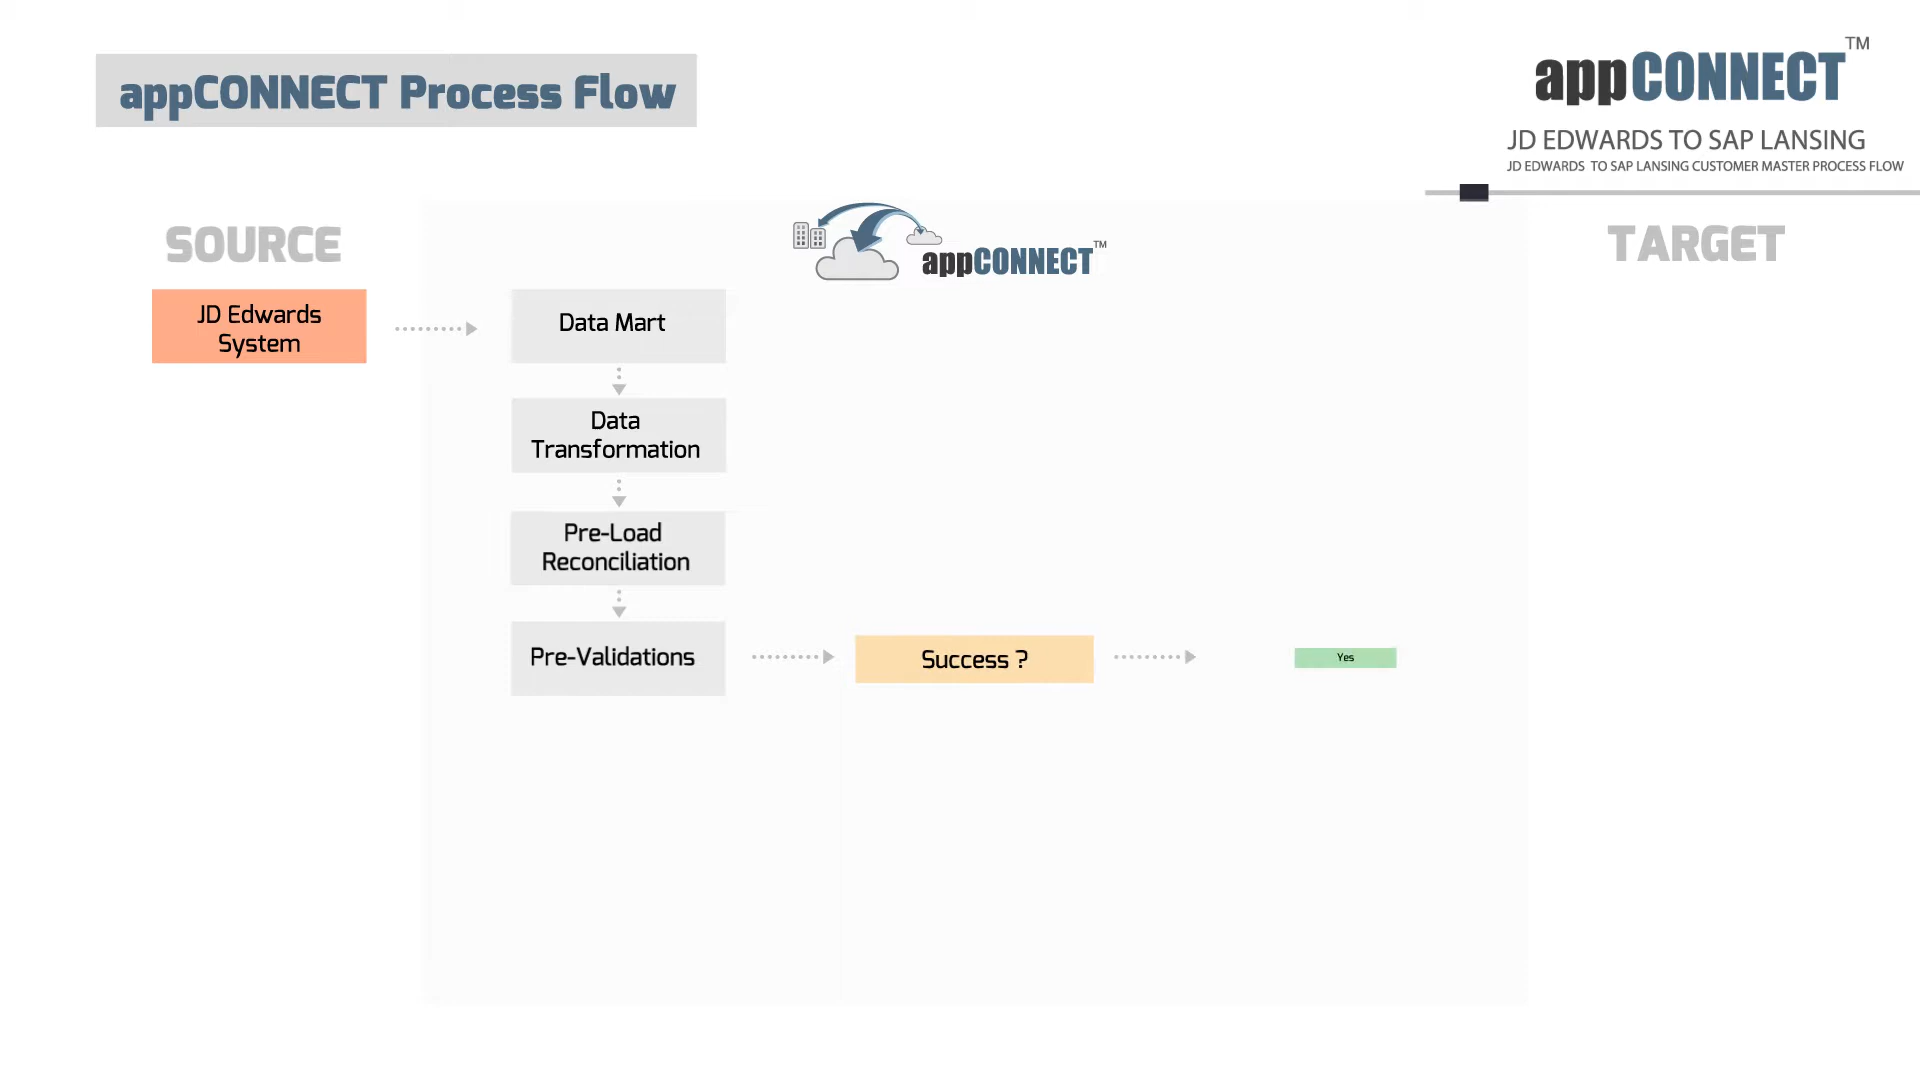 appCONNECT Process Flow
appCONNECT™
JD EDWARDS TO SAP LANSING
JD EDWARDS TO SAP LANSING CUSTOMER MASTER PROCESS FLOW
SOURCE
appCONNECT™
TARGET
JD Edwards
System
Data Mart
Data
Transformation
Pre-Load
Reconciliation
Pre-Validations
Success ?
Yes